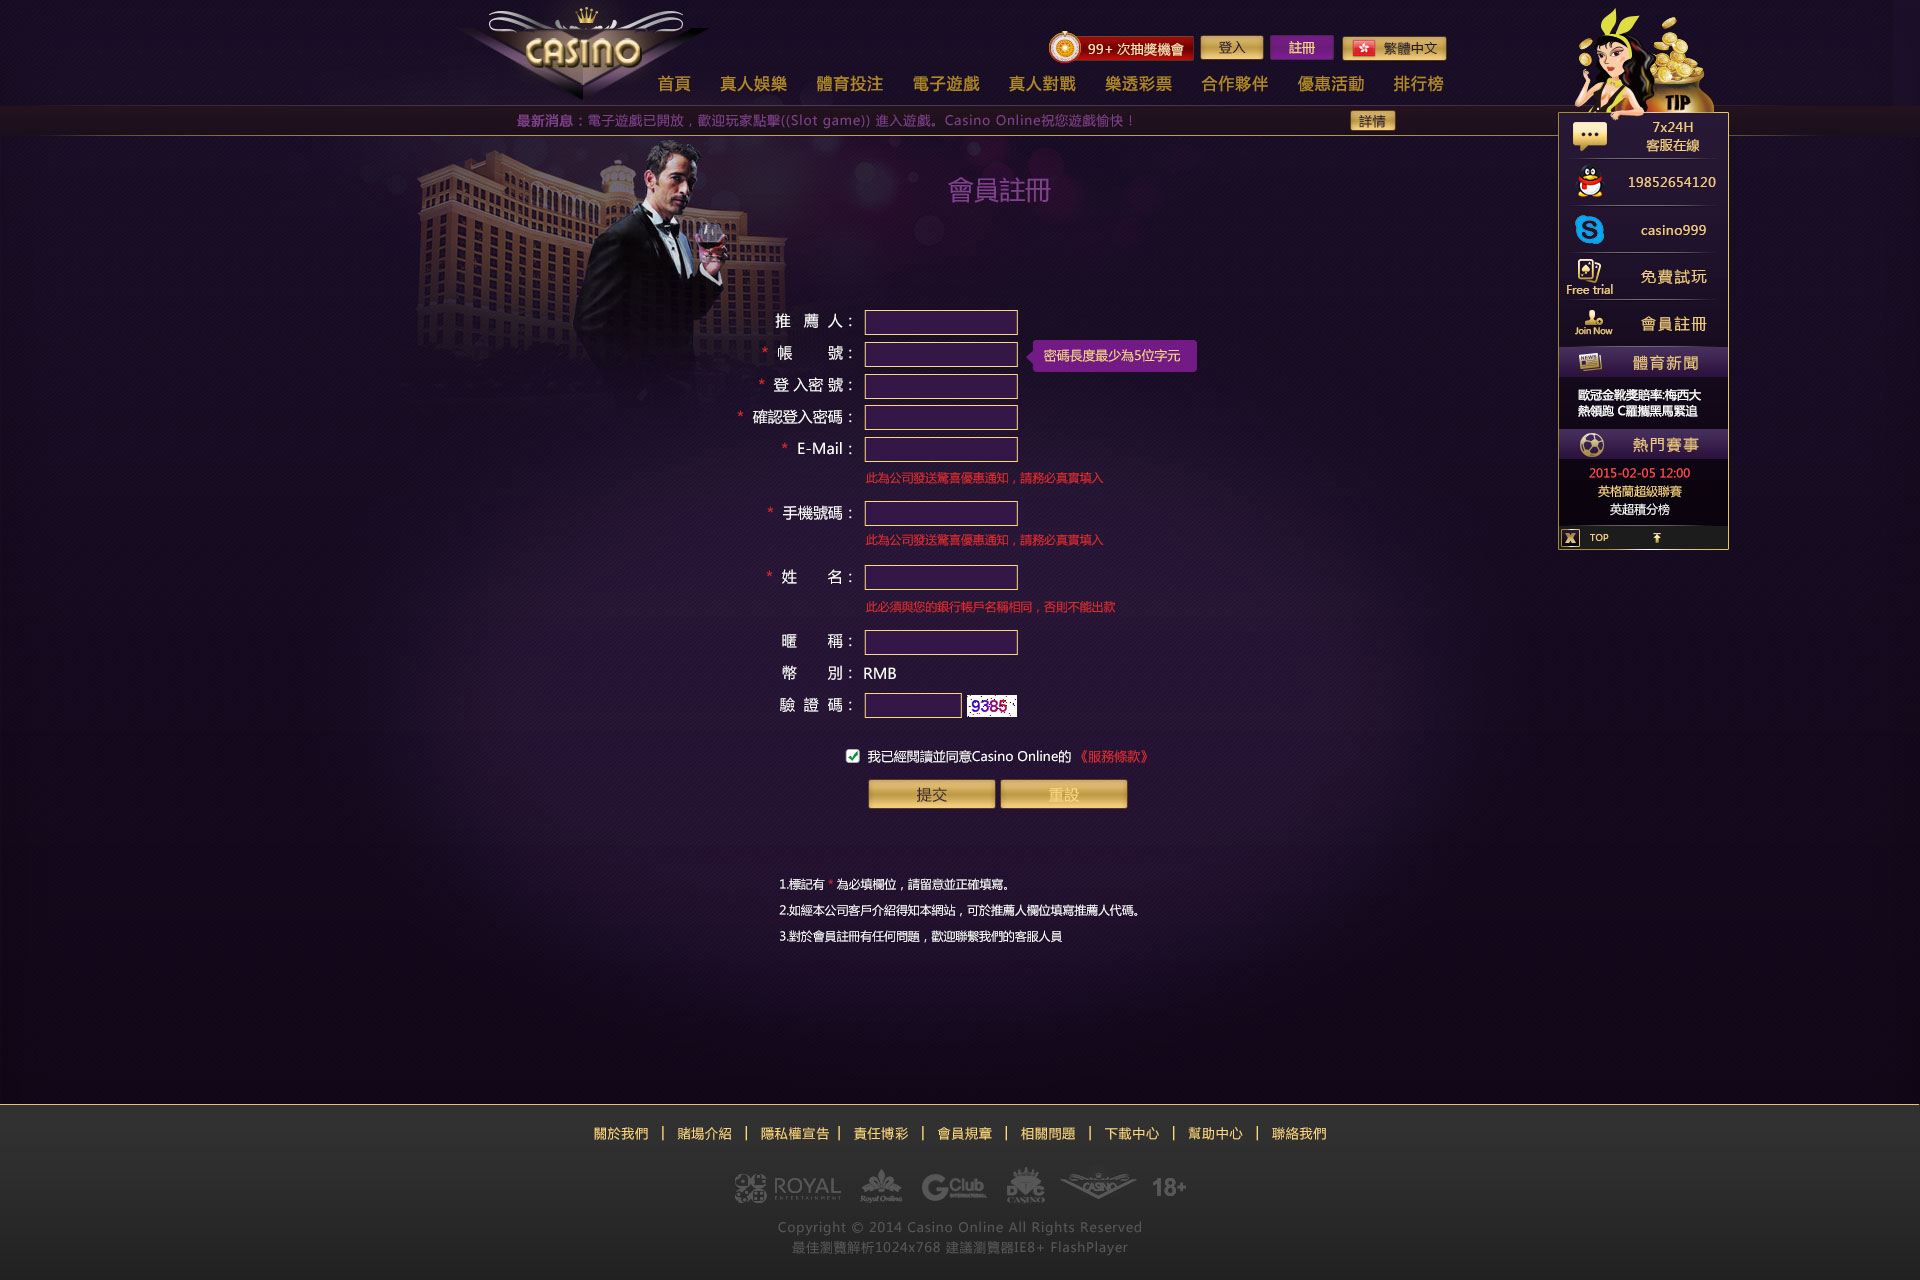 CASINO
99+ 次抽獎機會
登入
註冊
繁體中文
首頁 真人娛樂 體育投注 電子遊戲 真人對戰 樂透彩票 合作夥伴 優惠活動 排行榜
最新消息：電子遊戲已開放，歡迎玩家點擊((Slot game)) 進入遊戲。Casino Online祝您遊戲愉快！
詳情
TIP
7x24H
客服在線
19852654120
casino999
Free trial
免費試玩
Join Now
會員註冊
NEWS
體育新聞
歐冠金靴獎賠率:梅西大
熱領跑 C羅攜黑馬緊追
熱門賽事
2015-02-05 12:00
英格蘭超級聯賽
英超積分榜
X TOP
會員註冊
推 薦 人：
* 帳 號：
密碼長度最少為5位字元
* 登 入密 號：
* 確認登入密碼：
* E-Mail：
此為公司發送驚喜優惠通知，請務必真實填入
* 手機號碼：
此為公司發送驚喜優惠通知，請務必真實填入
* 姓 名：
此必須與您的銀行帳戶名稱相同，否則不能出款
暱 稱：
幣 別：RMB
驗 證 碼：
9385
我已經閱讀並同意Casino Online的 《服務條款》
提交
重設
1.標記有 * 為必填欄位，請留意並正確填寫。
2.如經本公司客戶介紹得知本網站，可於推薦人欄位填寫推薦人代碼。
3.對於會員註冊有任何問題，歡迎聯繫我們的客服人員
關於我們 | 賭場介紹 | 隱私權宣告 | 責任博彩 | 會員規章 | 相關問題 | 下載中心 | 幫助中心 | 聯絡我們
ROYAL
ENTERTAINMENT
Royal Online
GClub
INTERNATIONAL
CASINO
CASINO
18+
Copyright © 2014 Casino Online All Rights Reserved
最佳瀏覽解析1024x768 建議瀏覽器IE8+ FlashPlayer